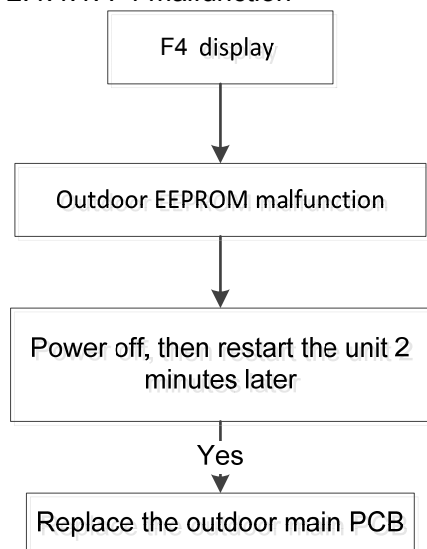 F4 display
Outdoor EEPROM malfunction
Power off, then restart the unit 2
minutes later
Yes
Replace the outdoor main PCB